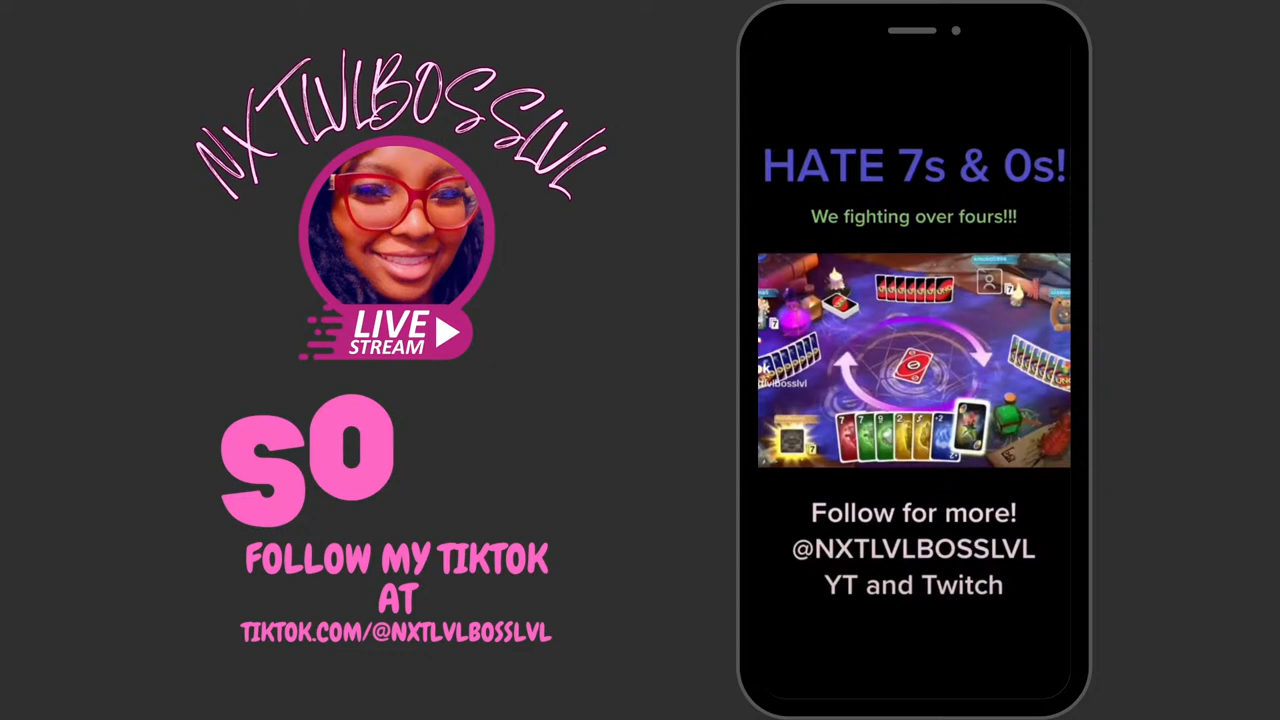 NXTLVLBOSSLVL
LIVE
STREAM
SO
FOLLOW MY TIKTOK
AT
TIKTOK.COM/@NXTLVLBOSSLVL
HATE 7s & 0s!
We fighting over fours!!!
Follow for more!
@NXTLVLBOSSLVL
YT and Twitch